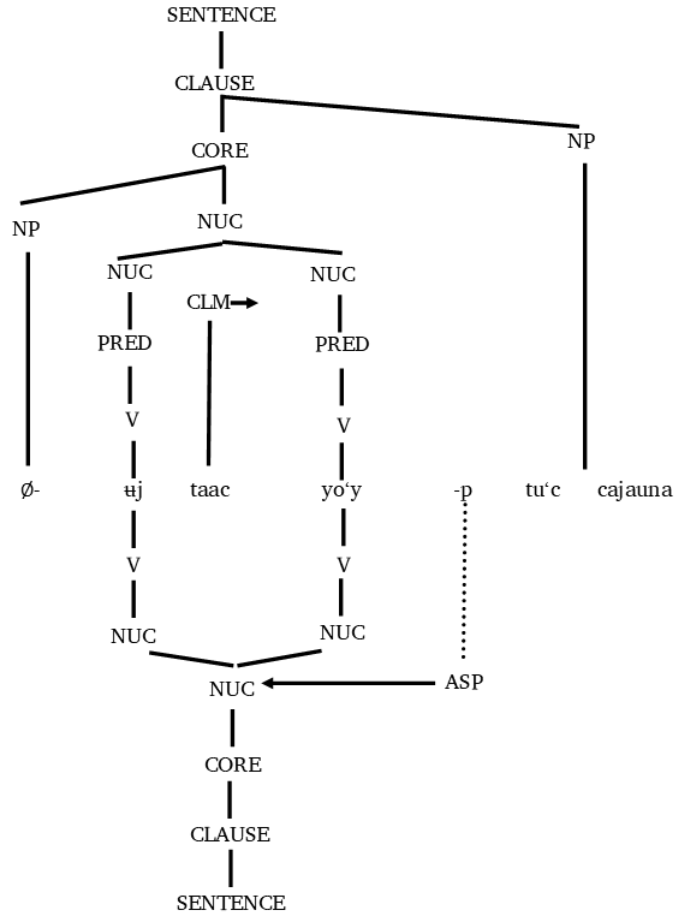 SENTENCE
CLAUSE
NP
CORE
NP NUC
NUC NUC
CLM
PRED PRED
V V
Ø- ʉj taac yo‘y -p tu‘c cajauna
V V
NUC NUC
NUC ASP
CORE
CLAUSE
SENTENCE